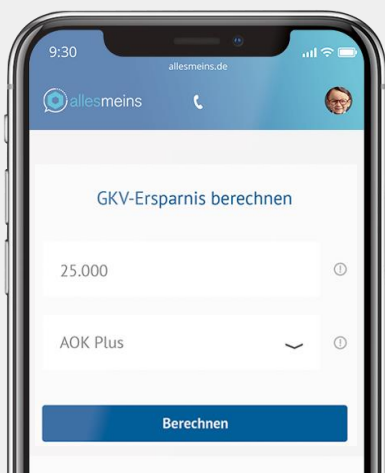 9:30
allesmeins.de
allesmeins
GKV-Ersparnis berechnen
25.000
AOK Plus
Berechnen